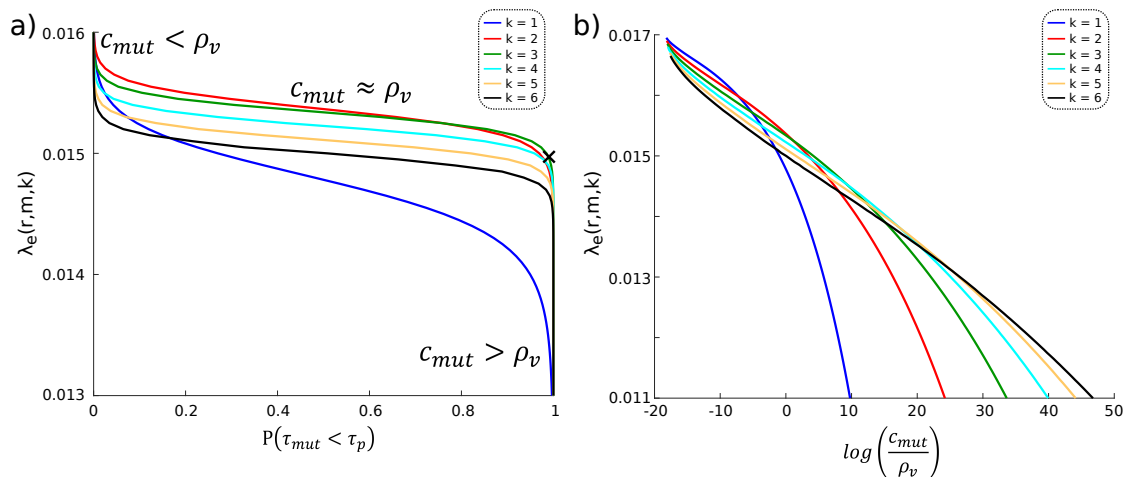 a)
0.016
0.015
0.014
0.013
λe(r,m,k)
c_mut < ρ_v
c_mut ≈ ρ_v
c_mut > ρ_v
k = 1
k = 2
k = 3
k = 4
k = 5
k = 6
0 0.2 0.4 0.6 0.8 1
P(τ_mut < τ_p)
b)
0.017
0.015
0.013
0.011
λe(r,m,k)
k = 1
k = 2
k = 3
k = 4
k = 5
k = 6
-20 -10 0 10 20 30 40 50
log(c_mut/ρ_v)